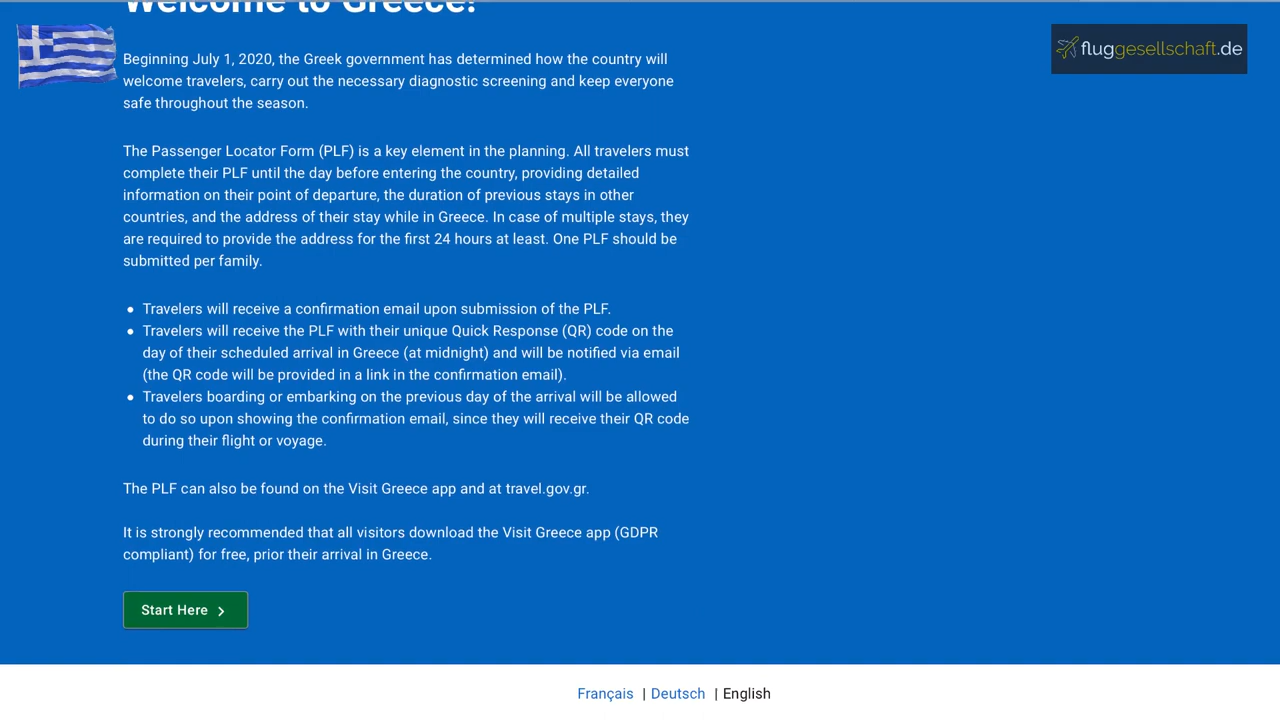 Welcome to Greece!
fluggesellschaft.de
Beginning July 1, 2020, the Greek government has determined how the country will
welcome travelers, carry out the necessary diagnostic screening and keep everyone
safe throughout the season.
The Passenger Locator Form (PLF) is a key element in the planning. All travelers must
complete their PLF until the day before entering the country, providing detailed
information on their point of departure, the duration of previous stays in other
countries, and the address of their stay while in Greece. In case of multiple stays, they
are required to provide the address for the first 24 hours at least. One PLF should be
submitted per family.
• Travelers will receive a confirmation email upon submission of the PLF.
• Travelers will receive the PLF with their unique Quick Response (QR) code on the
day of their scheduled arrival in Greece (at midnight) and will be notified via email
(the QR code will be provided in a link in the confirmation email).
• Travelers boarding or embarking on the previous day of the arrival will be allowed
to do so upon showing the confirmation email, since they will receive their QR code
during their flight or voyage.
The PLF can also be found on the Visit Greece app and at travel.gov.gr.
It is strongly recommended that all visitors download the Visit Greece app (GDPR
compliant) for free, prior their arrival in Greece.
Start Here
Français | Deutsch | English